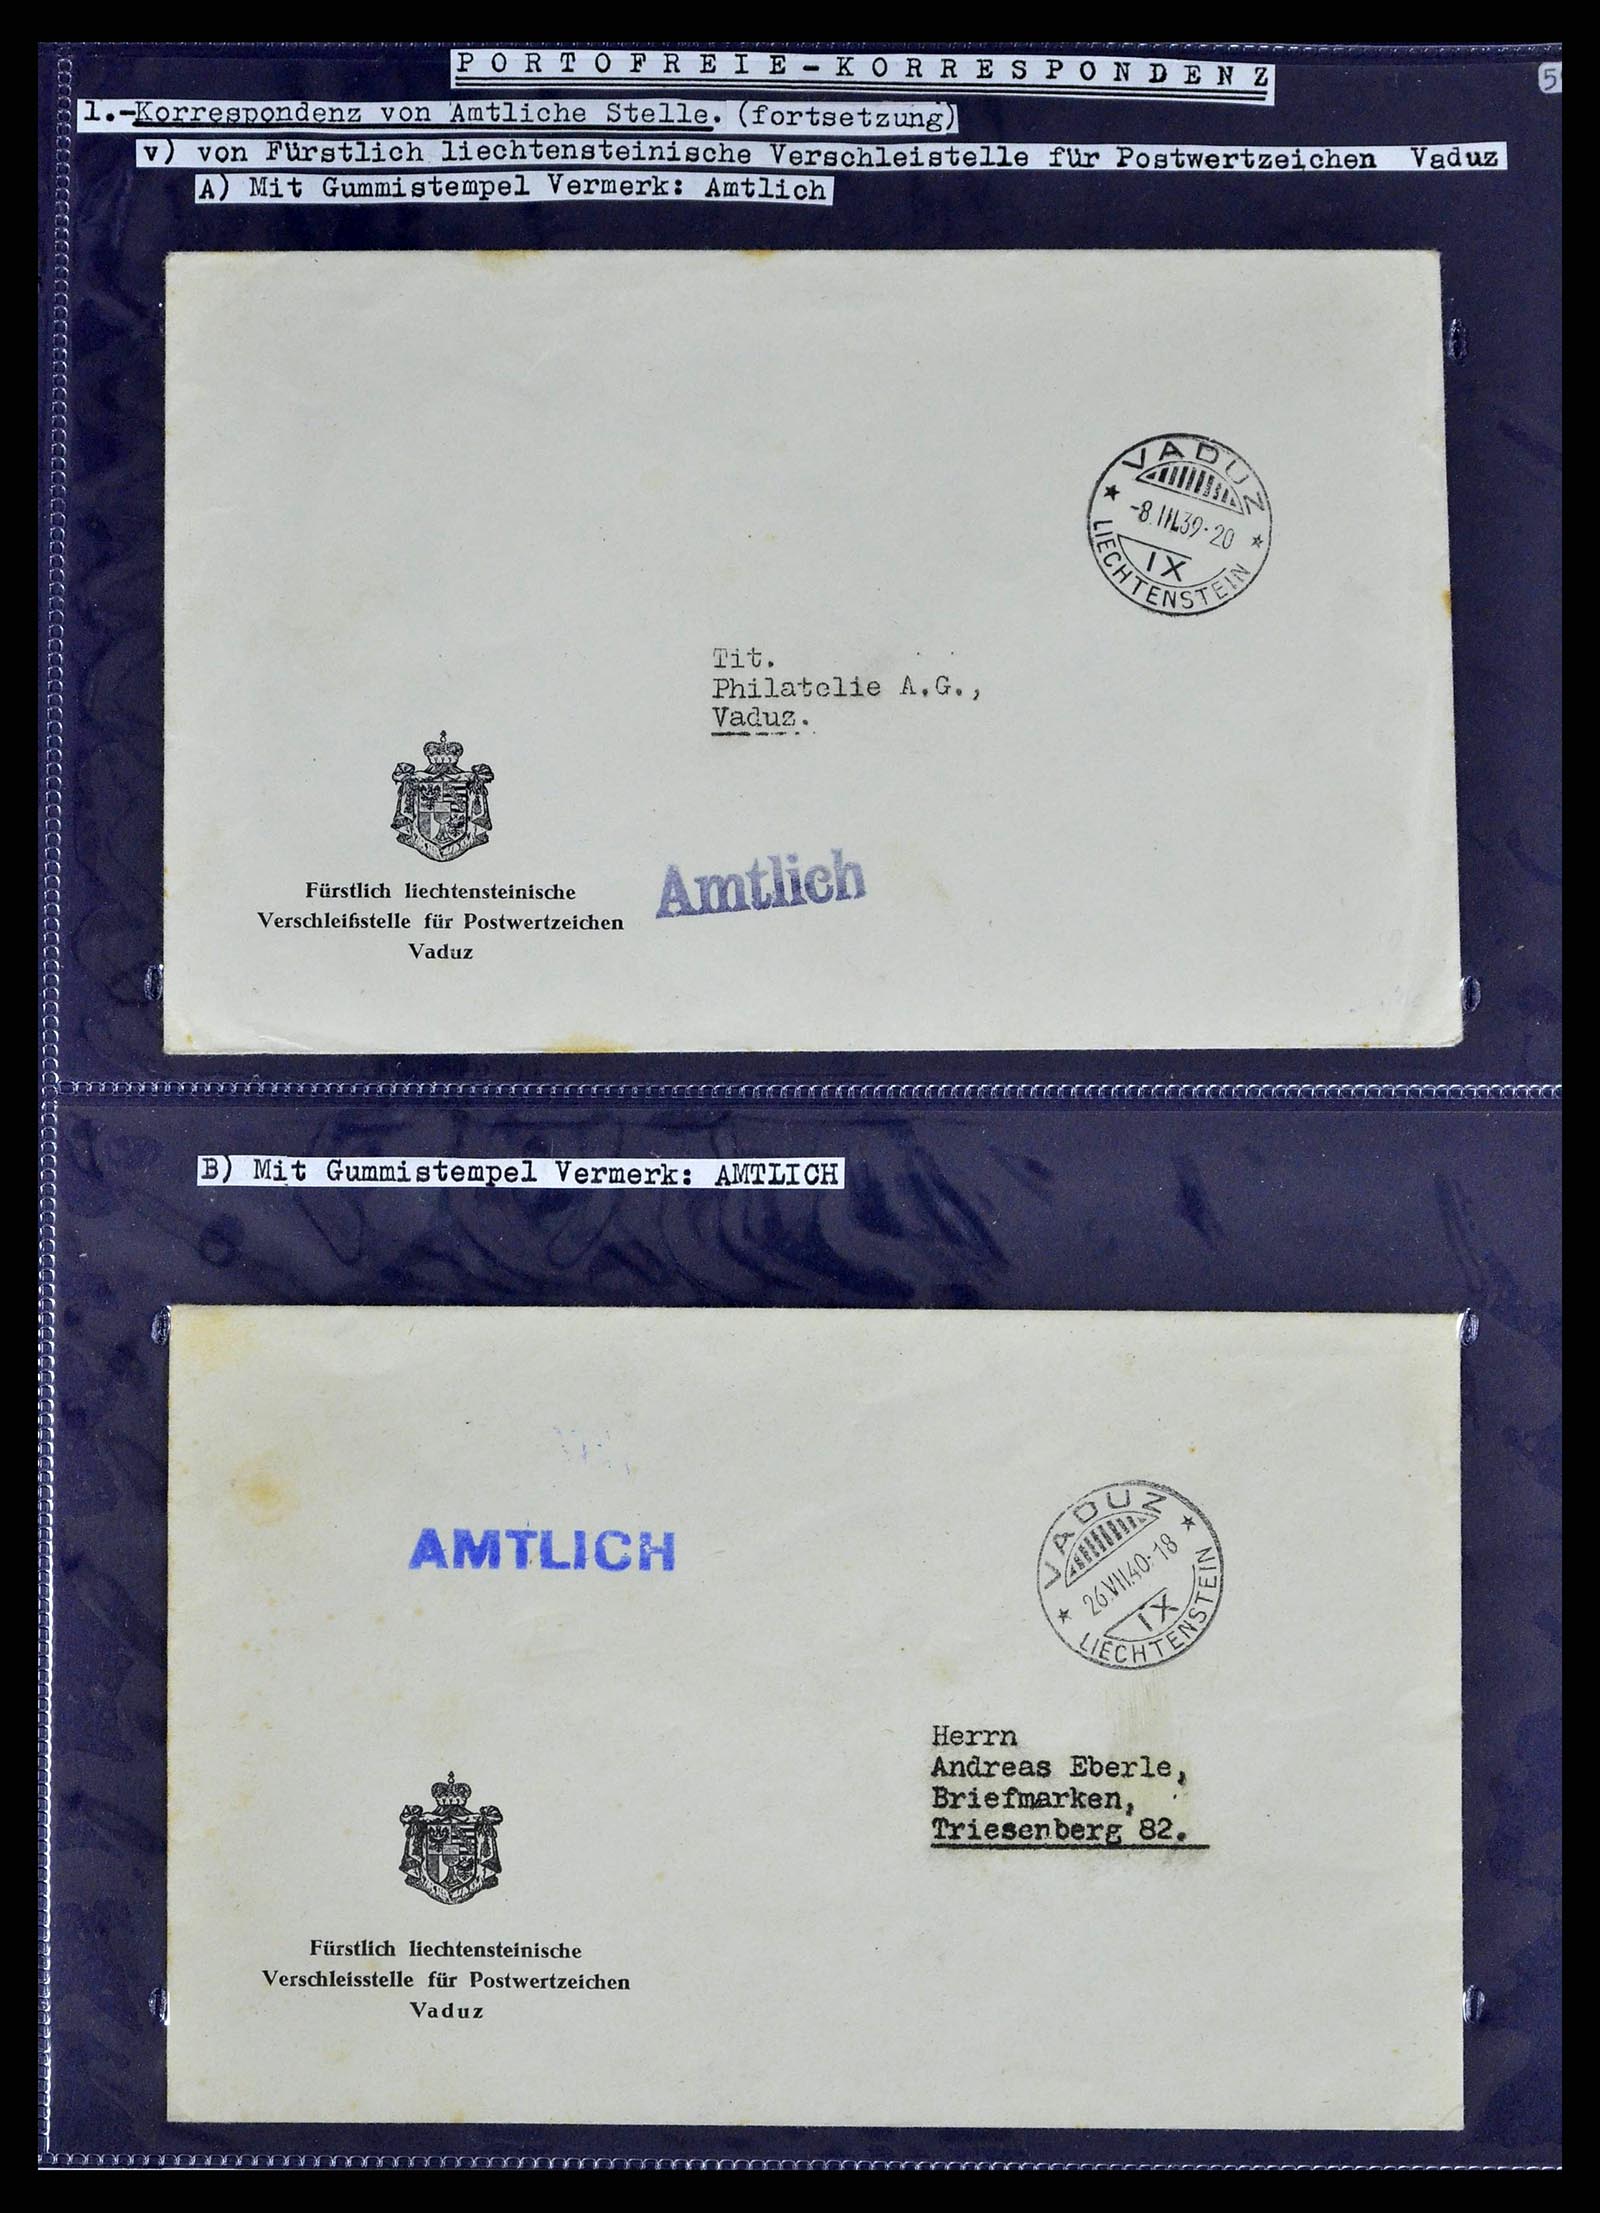 PORTOFREIE-KORRESPONDENZ
1.-Korrespondenz von Amtliche Stelle. (fortsetzung)
v) von Fürstlich liechtensteinische Verschleistelle für Postwertzeichen Vaduz
A) Mit Gummistempel Vermerk: Amtlich
VADUZ
-8.III.39-20
IX
LIECHTENSTEIN
Tit.
Philatelie A.G.,
Vaduz.
Amtlich
Fürstlich liechtensteinische
Verschleißstelle für Postwertzeichen
Vaduz
B) Mit Gummistempel Vermerk: AMTLICH
AMTLICH
VADUZ
26.VII.40-18
IX
LIECHTENSTEIN
Herrn
Andreas Eberle,
Briefmarken,
Triesenberg 82.
Fürstlich liechtensteinische
Verschleisstelle für Postwertzeichen
Vaduz